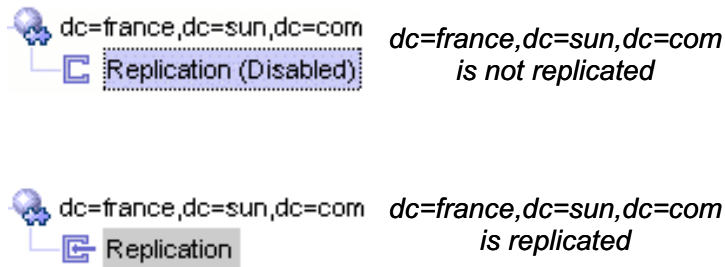 dc=france,dc=sun,dc=com
Replication (Disabled)
dc=france,dc=sun,dc=com
is not replicated
dc=france,dc=sun,dc=com
Replication
dc=france,dc=sun,dc=com
is replicated